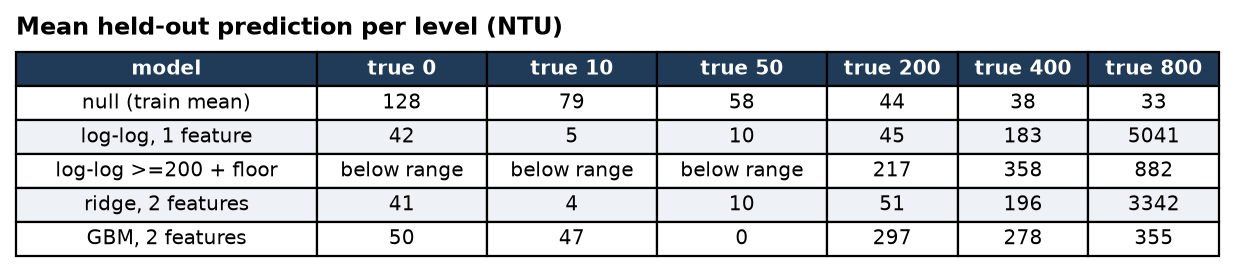 Mean held-out prediction per level (NTU)
model true 0 true 10 true 50 true 200 true 400 true 800
null (train mean) 128 79 58 44 38 33
log-log, 1 feature 42 5 10 45 183 5041
log-log >=200 + floor below range below range below range 217 358 882
ridge, 2 features 41 4 10 51 196 3342
GBM, 2 features 50 47 0 297 278 355